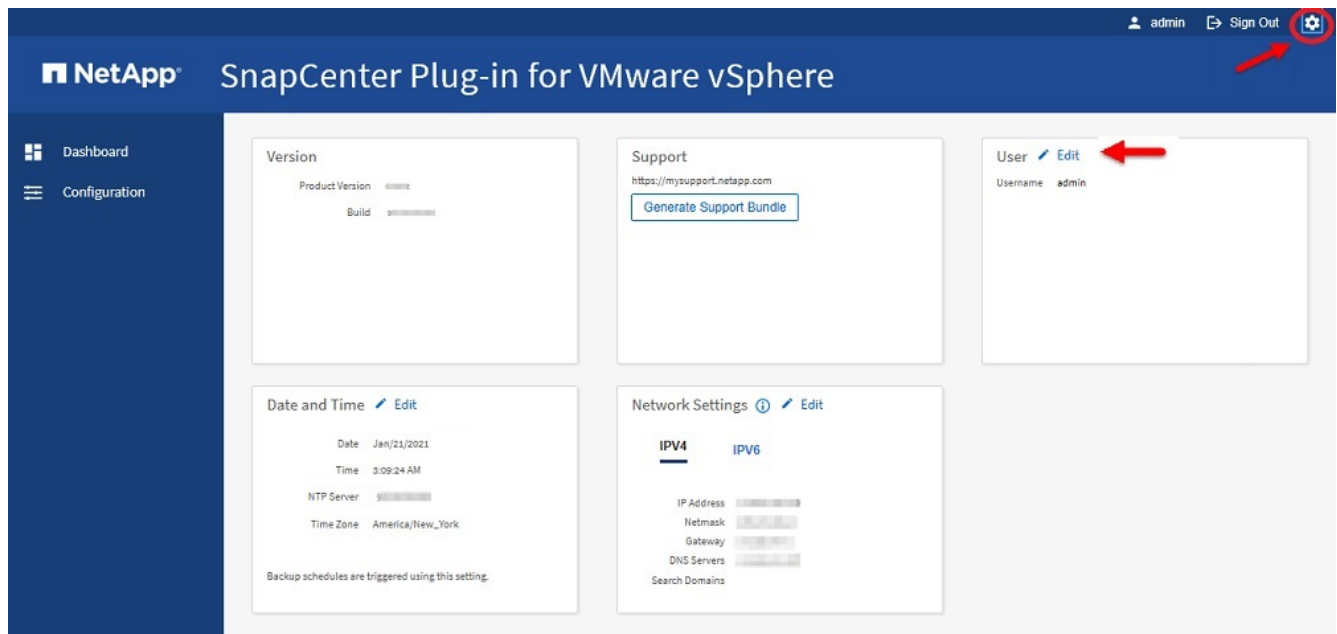 admin Sign Out
NetApp® SnapCenter Plug-in for VMware vSphere
Dashboard
Configuration
Version
Product Version
Build
Support
https://mysupport.netapp.com
Generate Support Bundle
User Edit
Username admin
Date and Time Edit
Date Jan/21/2021
Time 3:09:24 AM
NTP Server
Time Zone America/New_York
Backup schedules are triggered using this setting.
Network Settings Edit
IPV4 IPV6
IP Address
Netmask
Gateway
DNS Servers
Search Domains